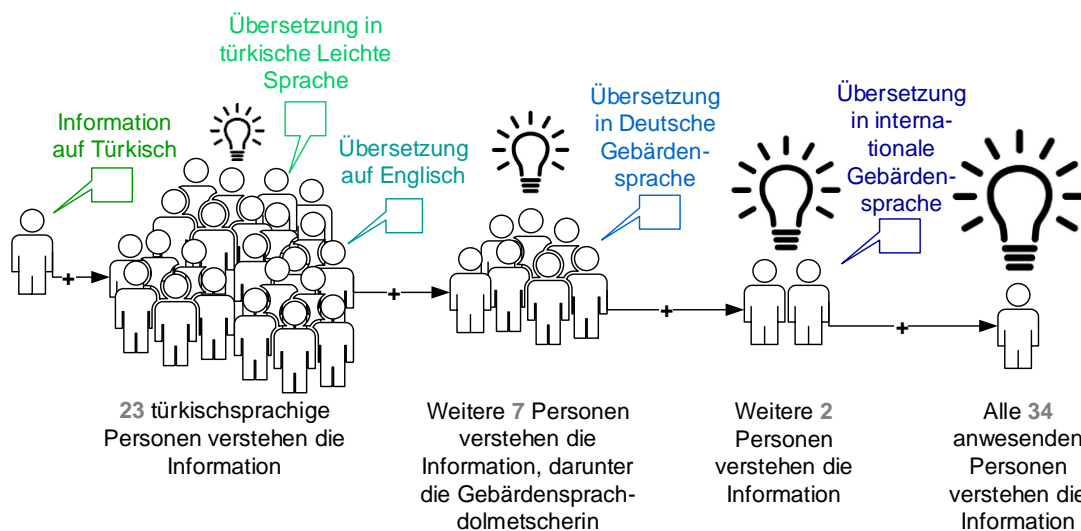 Übersetzung in
türkische Leichte
Sprache
Information
auf Türkisch
Übersetzung
auf Englisch
Übersetzung
in Deutsche
Gebärden-
sprache
Übersetzung
in interna-
tionale
Gebärden-
sprache
+
+
+
+
23 türkischsprachige
Personen verstehen die
Information
Weitere 7 Personen
verstehen die
Information, darunter
die Gebärdensprach-
dolmetscherin
Weitere 2
Personen
verstehen die
Information
Alle 34
anwesenden
Personen
verstehen die
Information